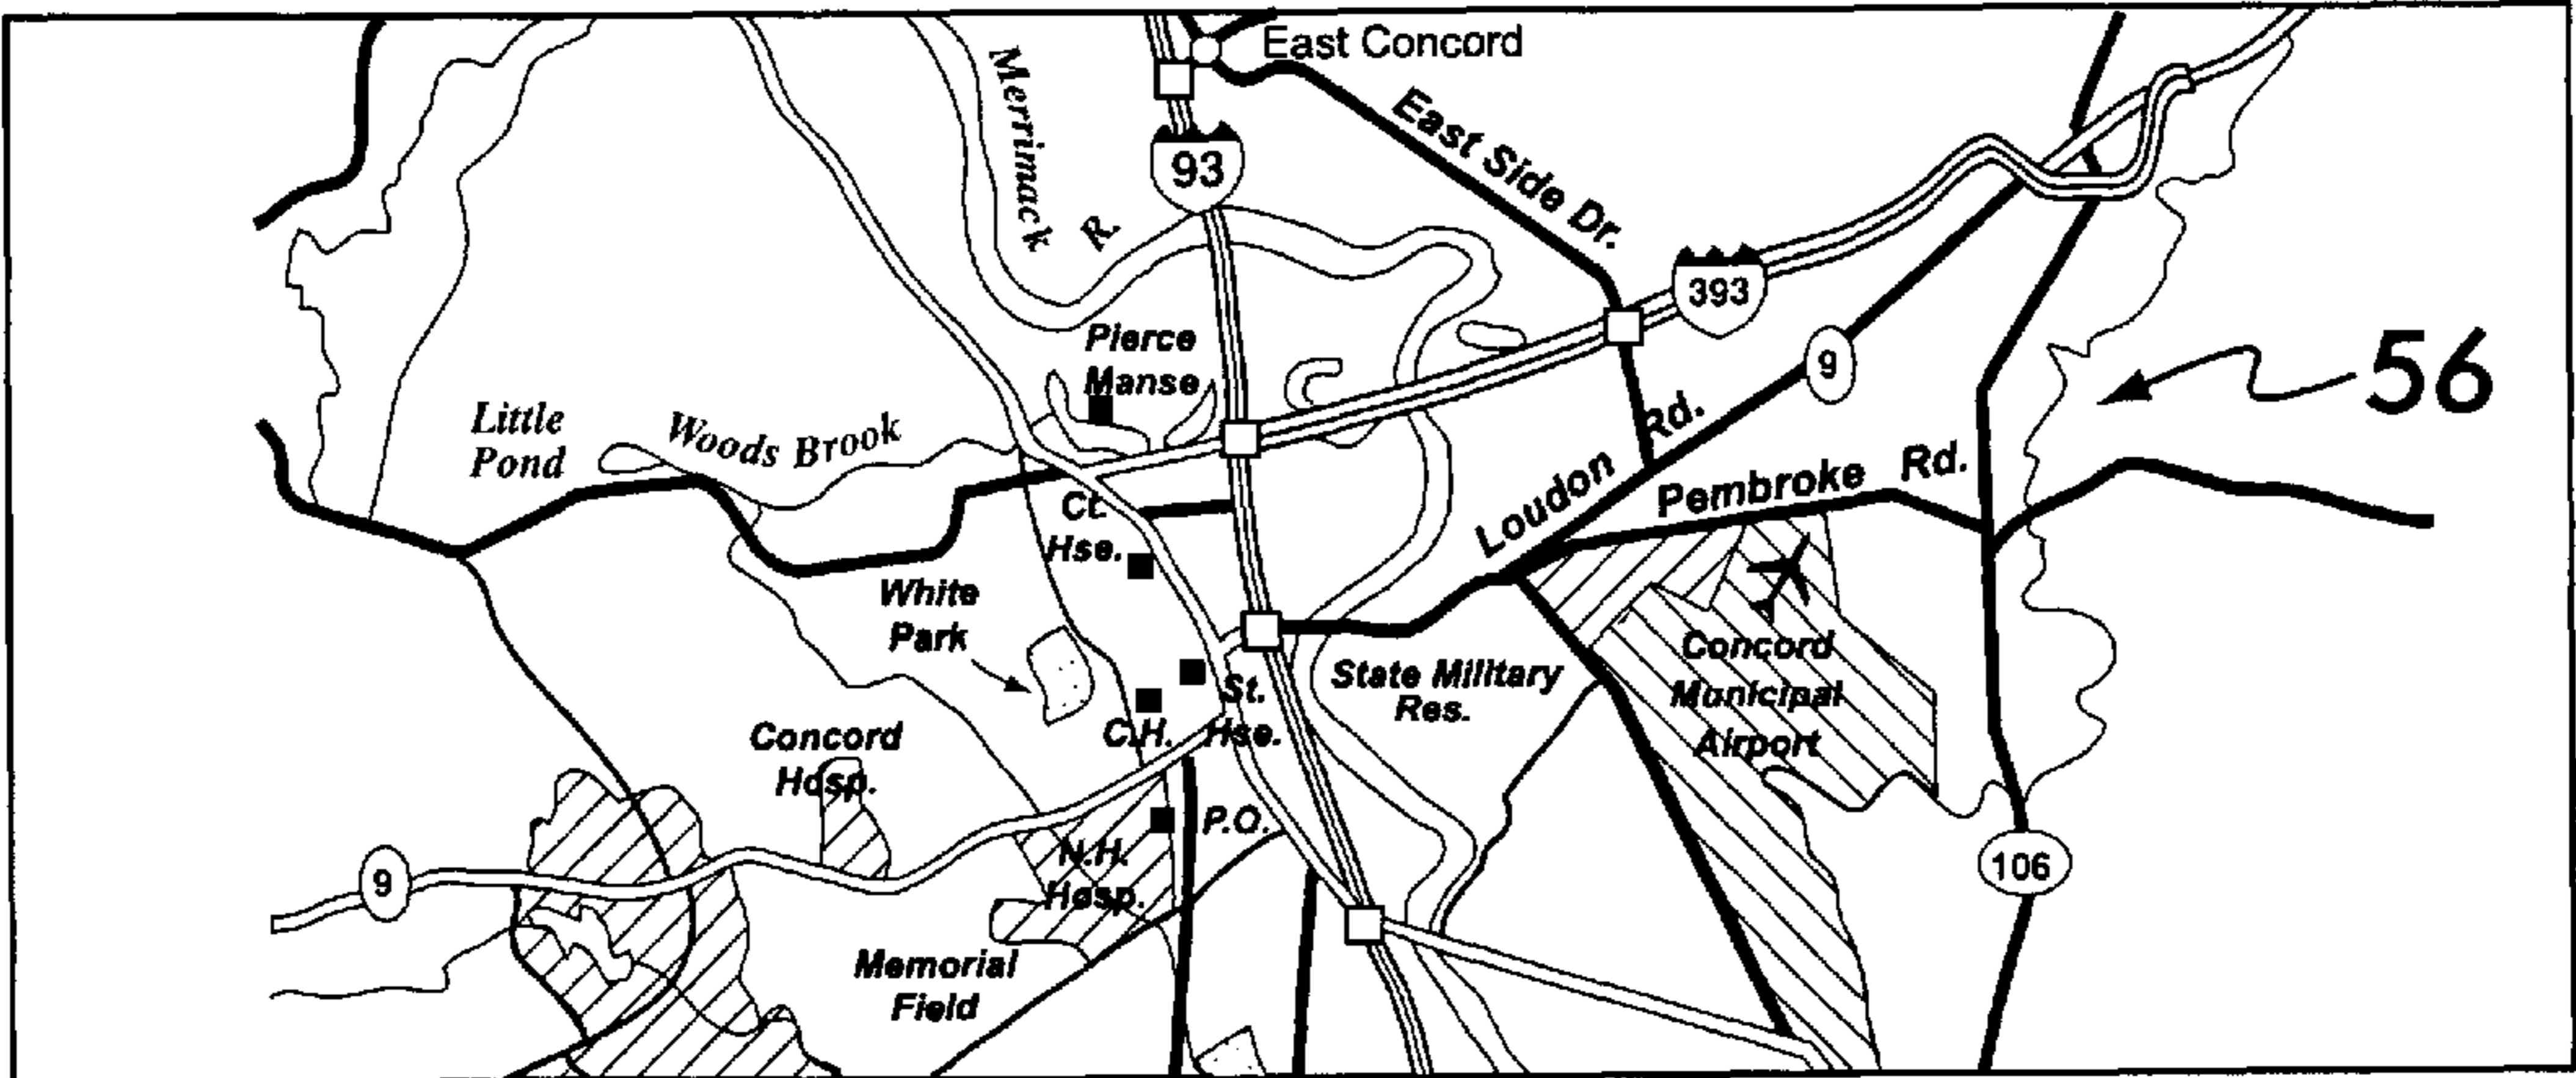 East Concord
Merrimack R.
93
East Side Dr.
393
Pierce
Manse
9
56
Little
Pond
Woods Brook
Loudon Rd.
Pembroke Rd.
Ct.
Hse.
White
Park
Concord
Municipal
Airport
State Military
Res.
St.
Hse.
C.H.
Concord
Hosp.
P.O.
N.H.
Hosp.
9
106
Memorial
Field